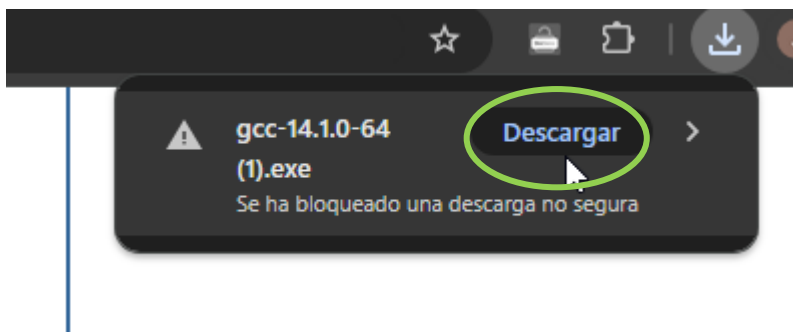 gcc-14.1.0-64
(1).exe
Descargar
Se ha bloqueado una descarga no segura